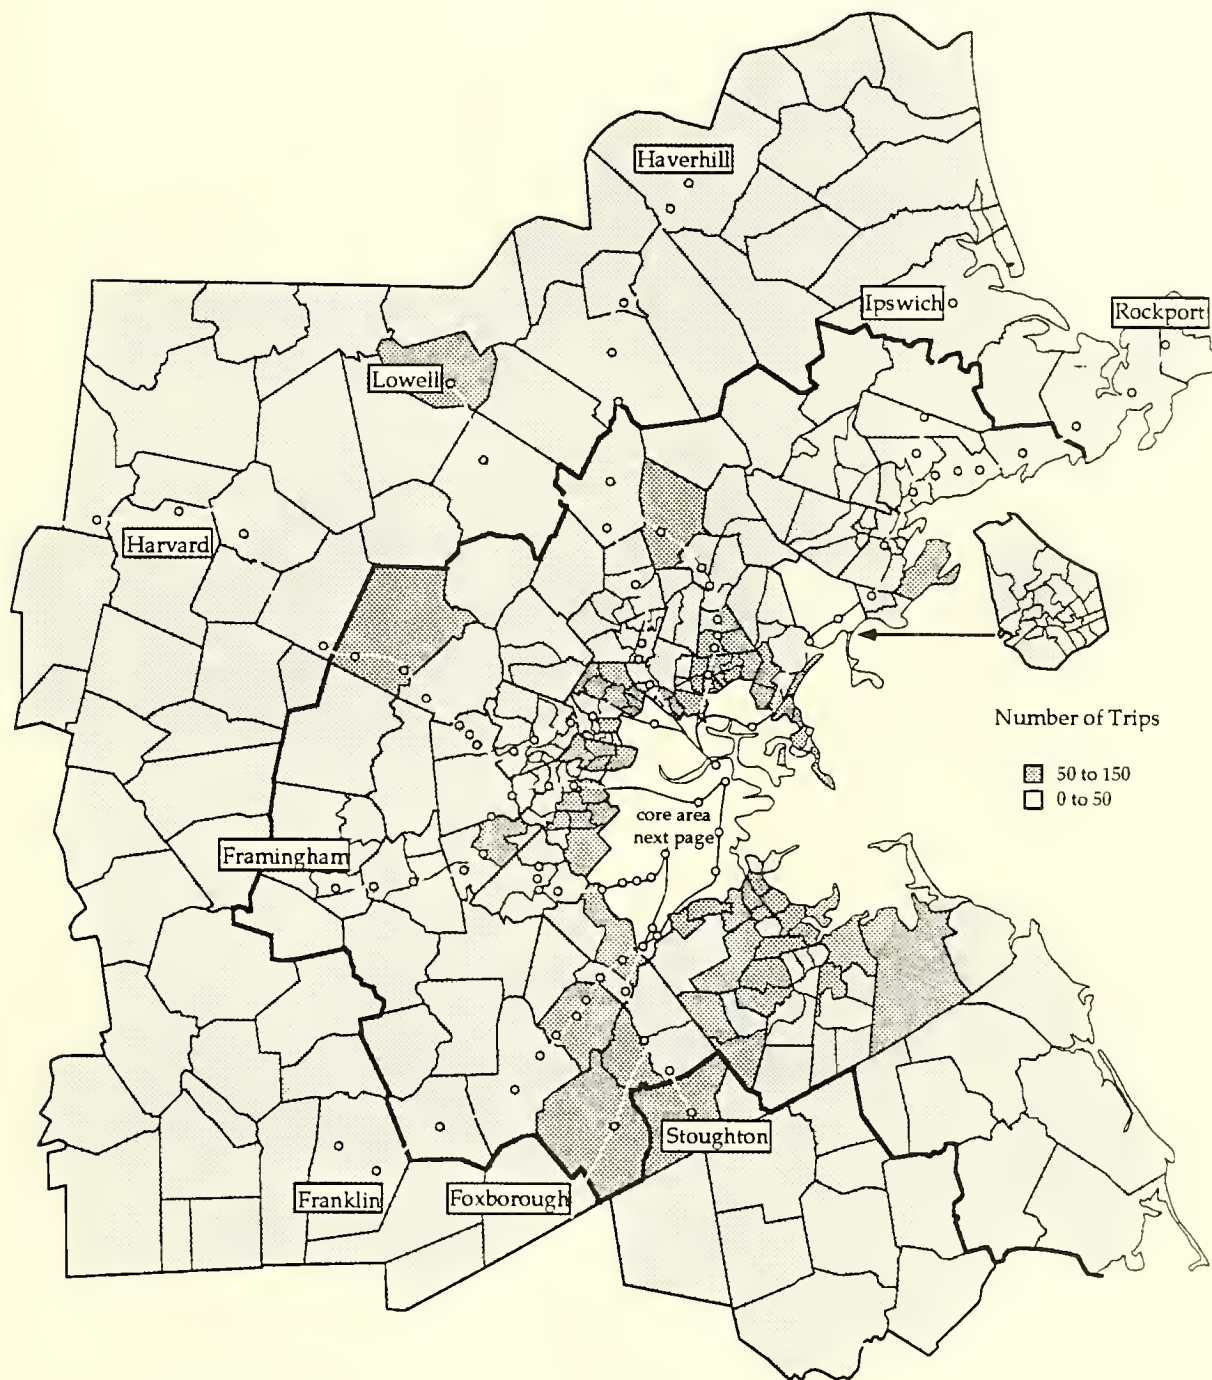 Haverhill
Ipswich
Rockport
Lowell
Harvard
Number of Trips
50 to 150
0 to 50
core area
next page
Framingham
Stoughton
Franklin
Foxborough